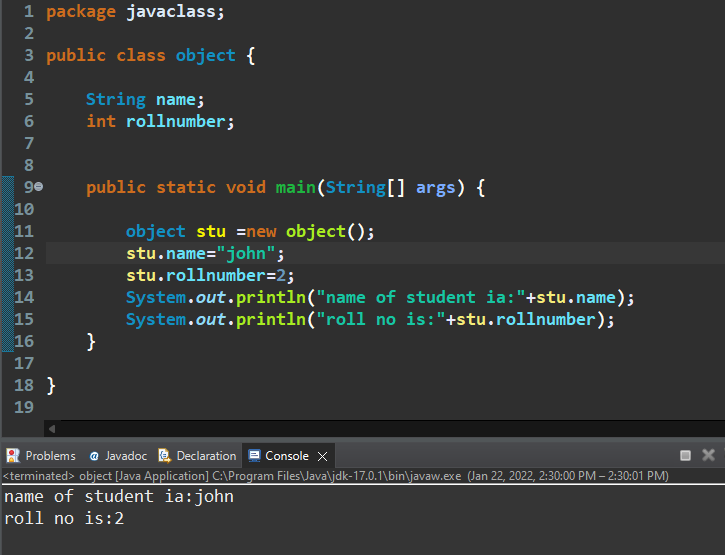 1 package javaclass;
2
3 public class object {
4
5 String name;
6 int rollnumber;
7
8
9 public static void main(String[] args) {
10
11 object stu =new object();
12 stu.name="john";
13 stu.rollnumber=2;
14 System.out.println("name of student ia:"+stu.name);
15 System.out.println("roll no is:"+stu.rollnumber);
16 }
17
18 }
19
Problems @ Javadoc Declaration Console
<terminated> object [Java Application] C:\Program Files\Java\jdk-17.0.1\bin\javaw.exe (Jan 22, 2022, 2:30:00 PM – 2:30:01 PM)
name of student ia:john
roll no is:2